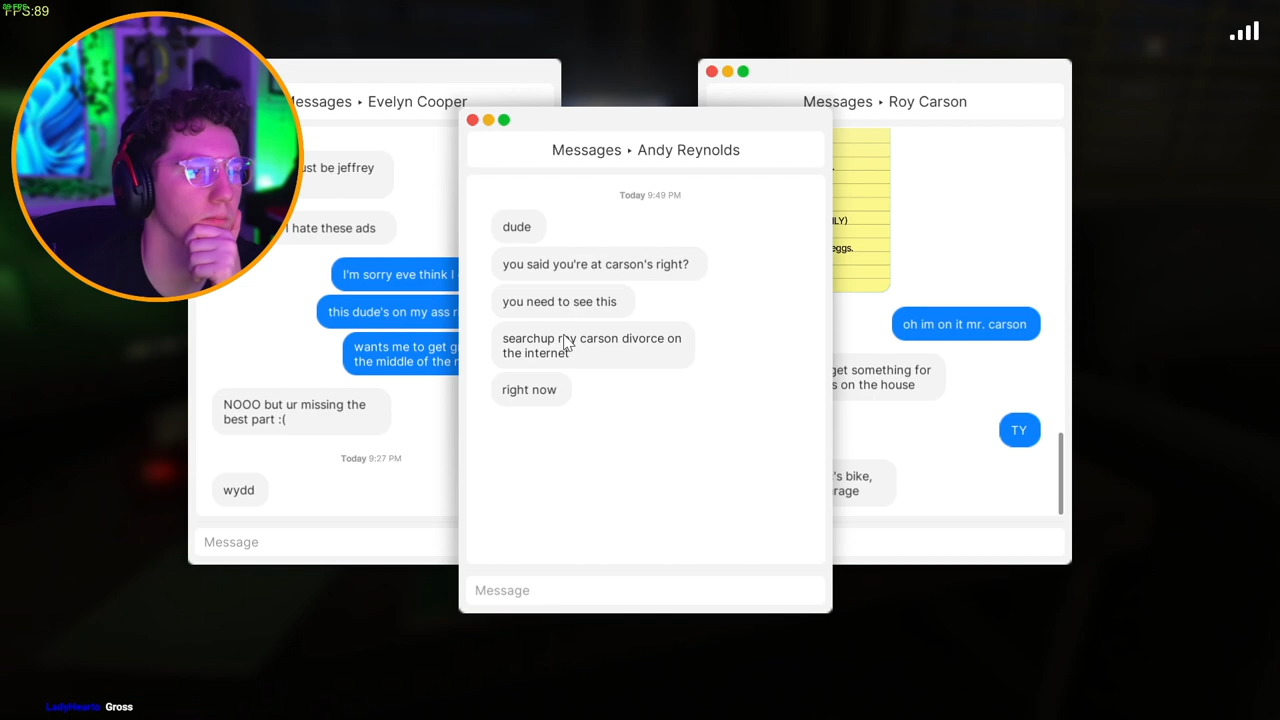 FPS:89
Messages ▸ Evelyn Cooper
ust be jeffrey
I hate these ads
I'm sorry eve think I
this dude's on my ass
wants me to get
the middle of the
NOOO but ur missing the
best part :(
Today 9:27 PM
wydd
Message
Messages ▸ Andy Reynolds
Today 9:49 PM
dude
you said you're at carson's right?
you need to see this
searchup roy carson divorce on
the internet
right now
Message
Messages ▸ Roy Carson
ILY)
eggs.
oh im on it mr. carson
get something for
s on the house
TY
's bike,
rage
LadyHearto Gross